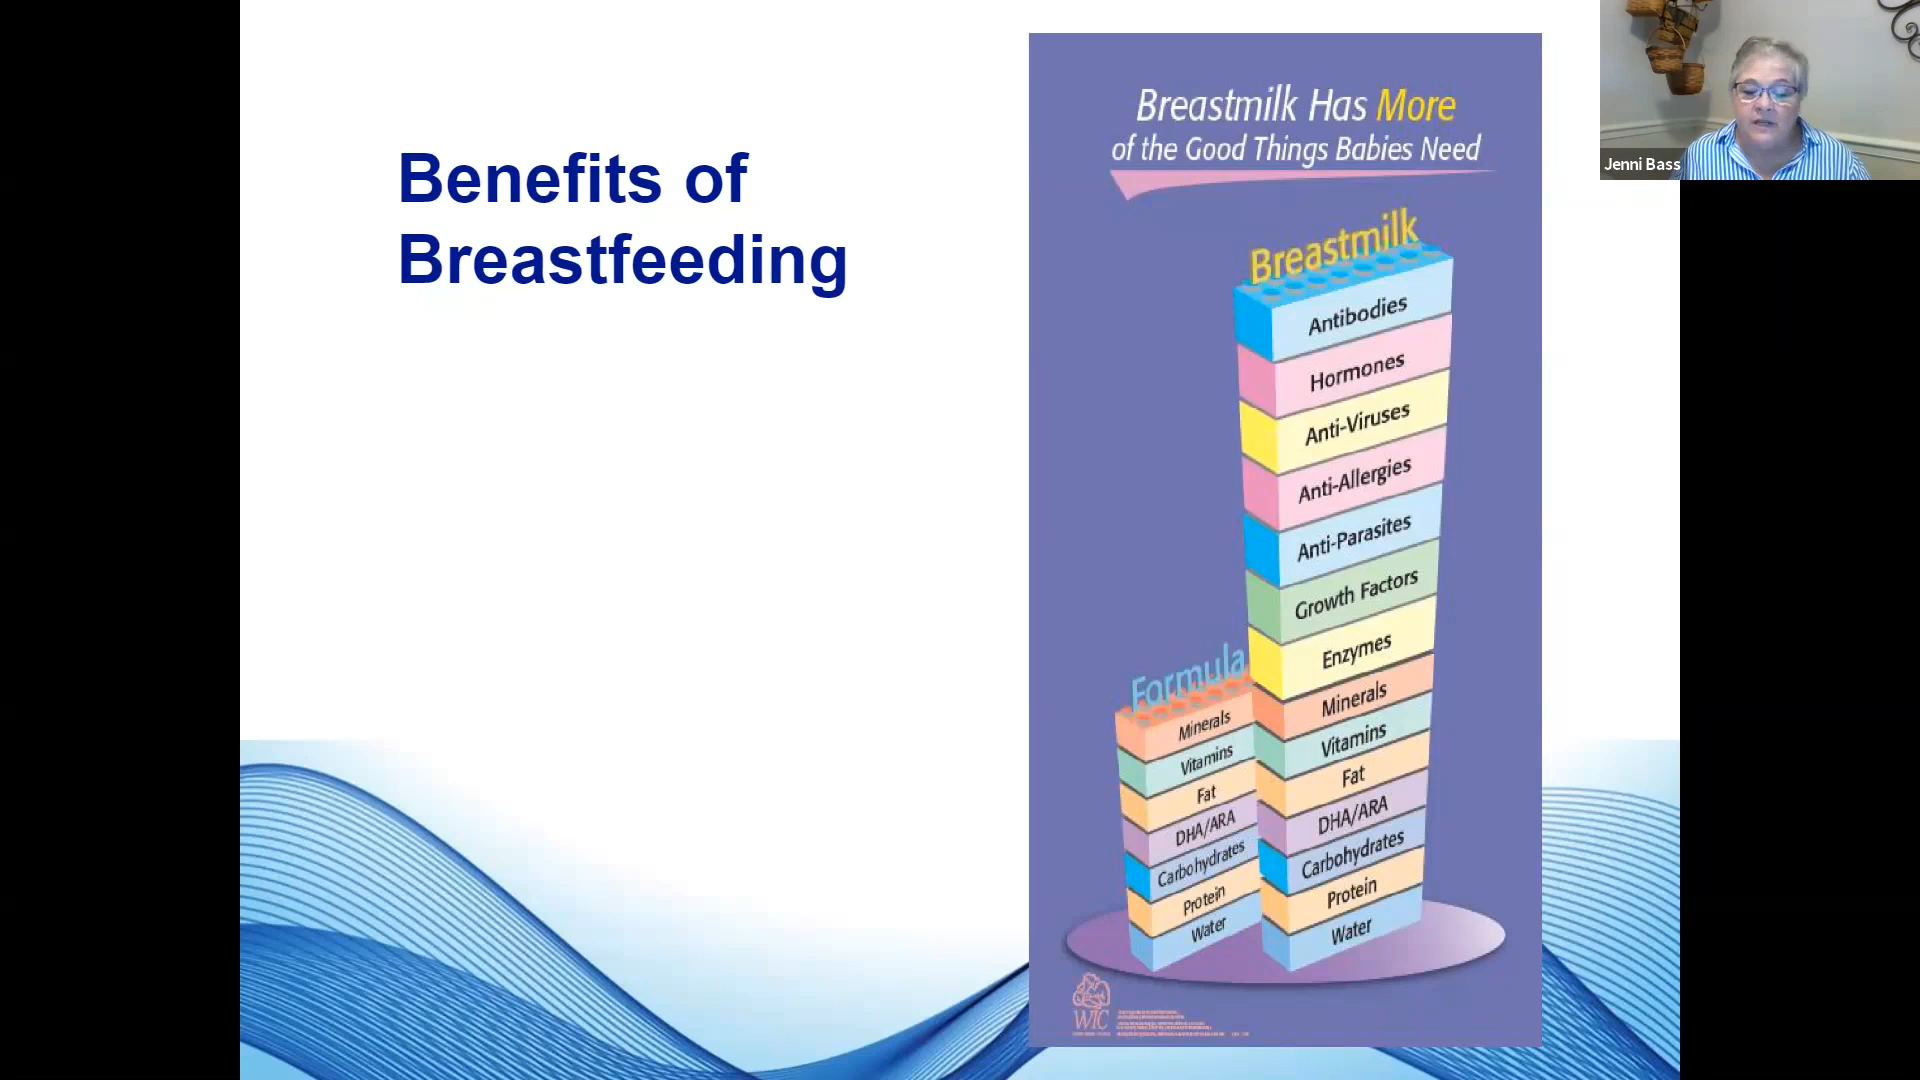 Benefits of
Breastfeeding
Breastmilk Has More
of the Good Things Babies Need
Breastmilk
Antibodies
Hormones
Anti-Viruses
Anti-Allergies
Anti-Parasites
Growth Factors
Enzymes
Minerals
Vitamins
Fat
DHA/ARA
Carbohydrates
Protein
Water
Formula
Minerals
Vitamins
Fat
DHA/ARA
Carbohydrates
Protein
Water
WIC
Jenni Bass